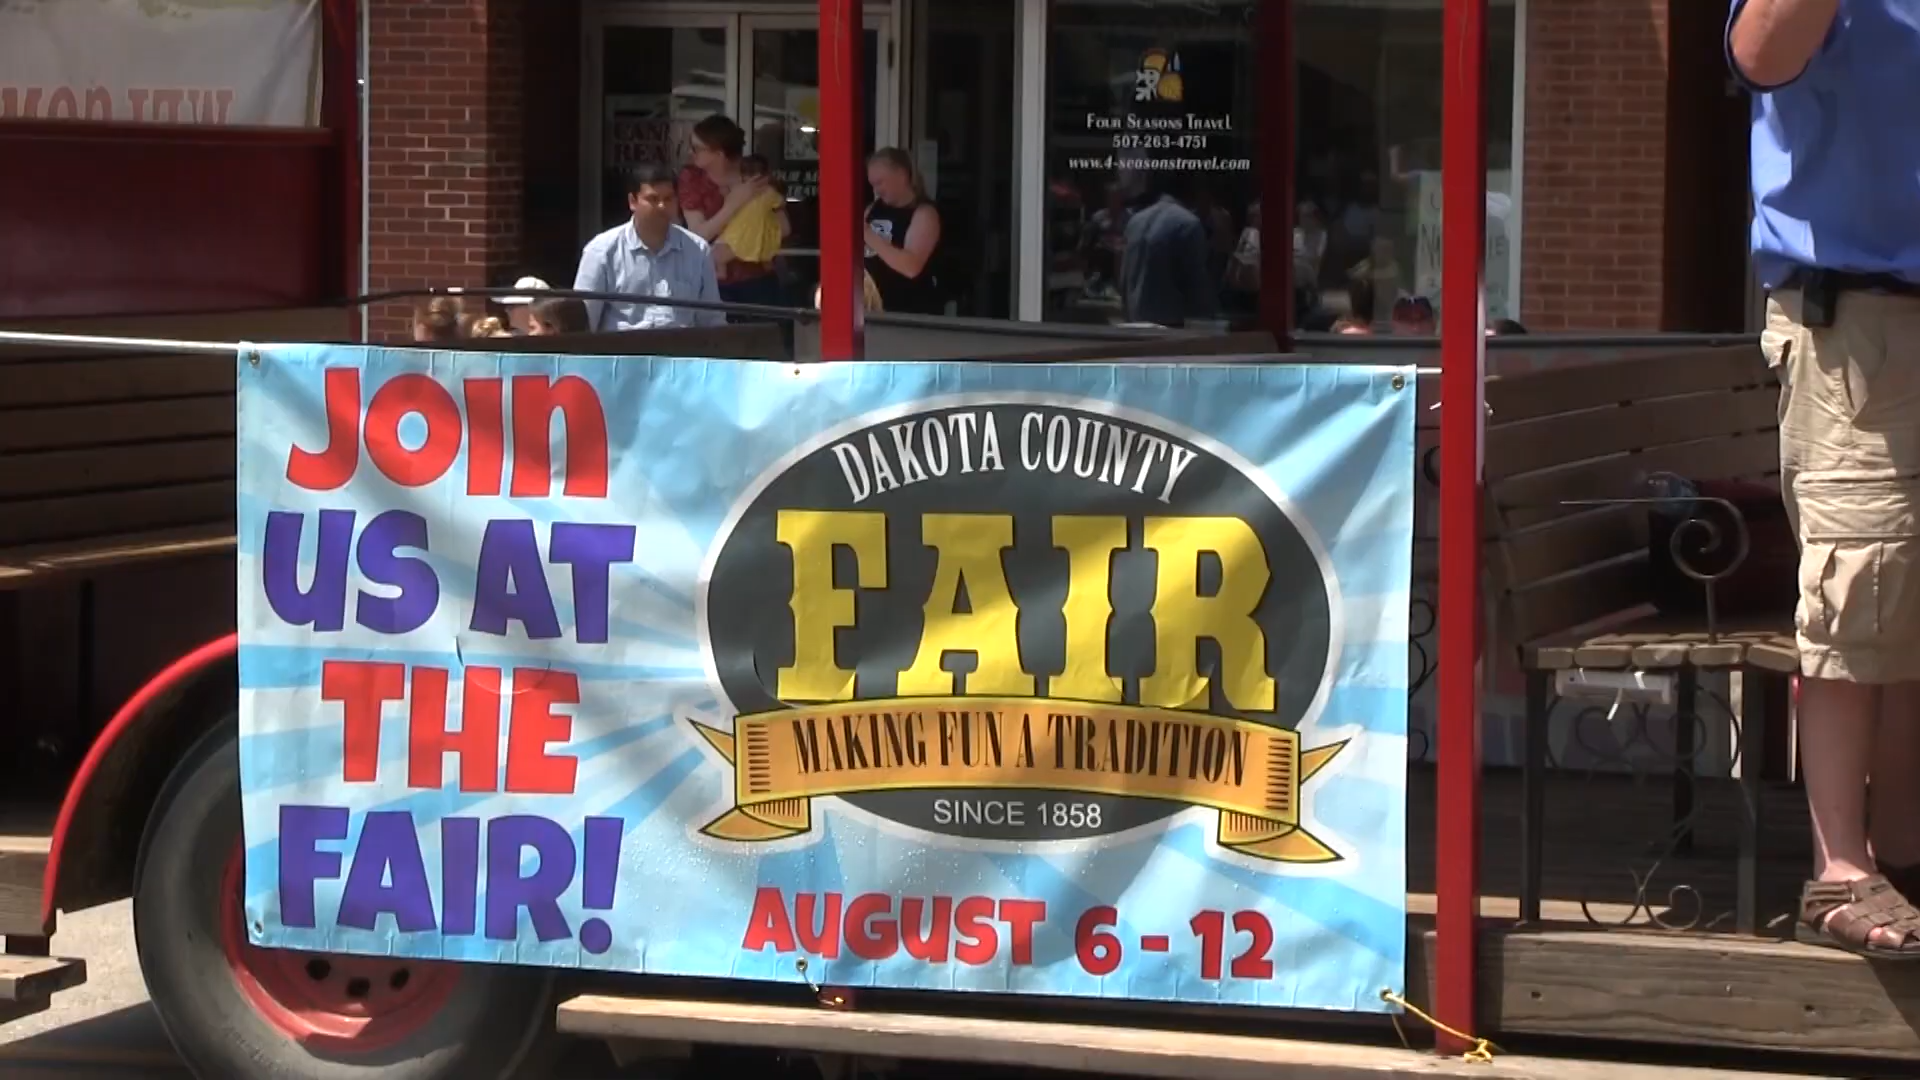 FOUR SEASONS TRAVEL
507-263-4751
www.4-seasonstravel.com
JOIN
US AT
THE
FAIR!
DAKOTA COUNTY
FAIR
MAKING FUN A TRADITION
SINCE 1858
AUGUST 6 - 12